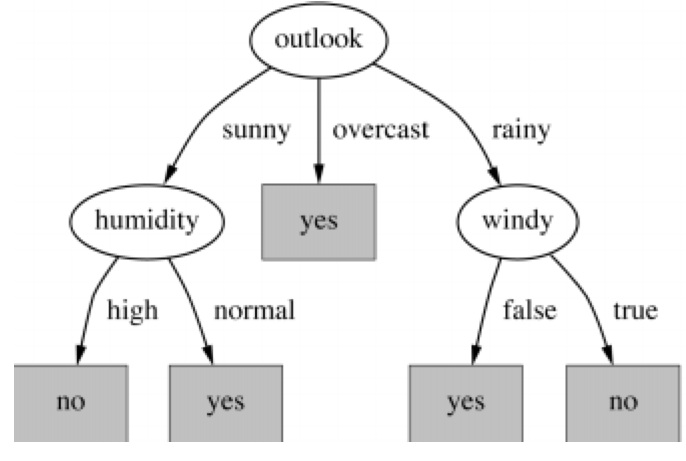 outlook
sunny overcast rainy
humidity yes windy
high normal false true
no yes yes no